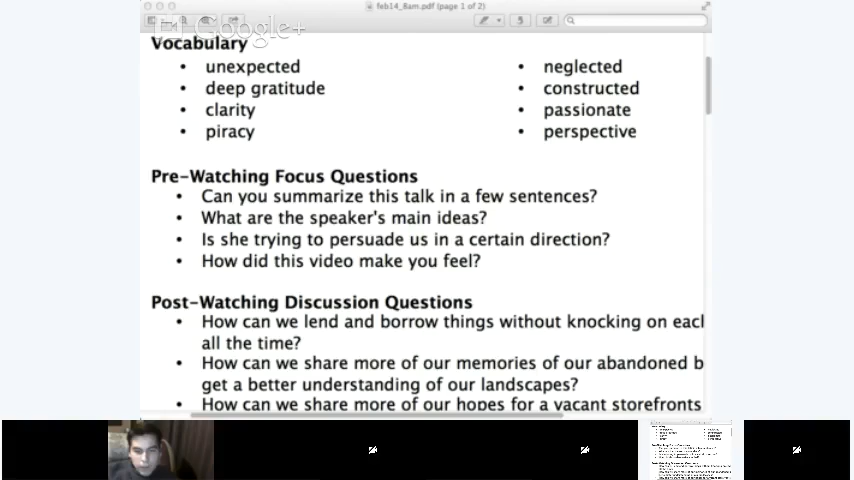 feb14_8am.pdf (page 1 of 2)
Google+
Vocabulary
• unexpected
• neglected
• deep gratitude
• constructed
• clarity
• passionate
• piracy
• perspective
Pre-Watching Focus Questions
• Can you summarize this talk in a few sentences?
• What are the speaker's main ideas?
• Is she trying to persuade us in a certain direction?
• How did this video make you feel?
Post-Watching Discussion Questions
• How can we lend and borrow things without knocking on each
all the time?
• How can we share more of our memories of our abandoned b
get a better understanding of our landscapes?
• How can we share more of our hopes for a vacant storefronts